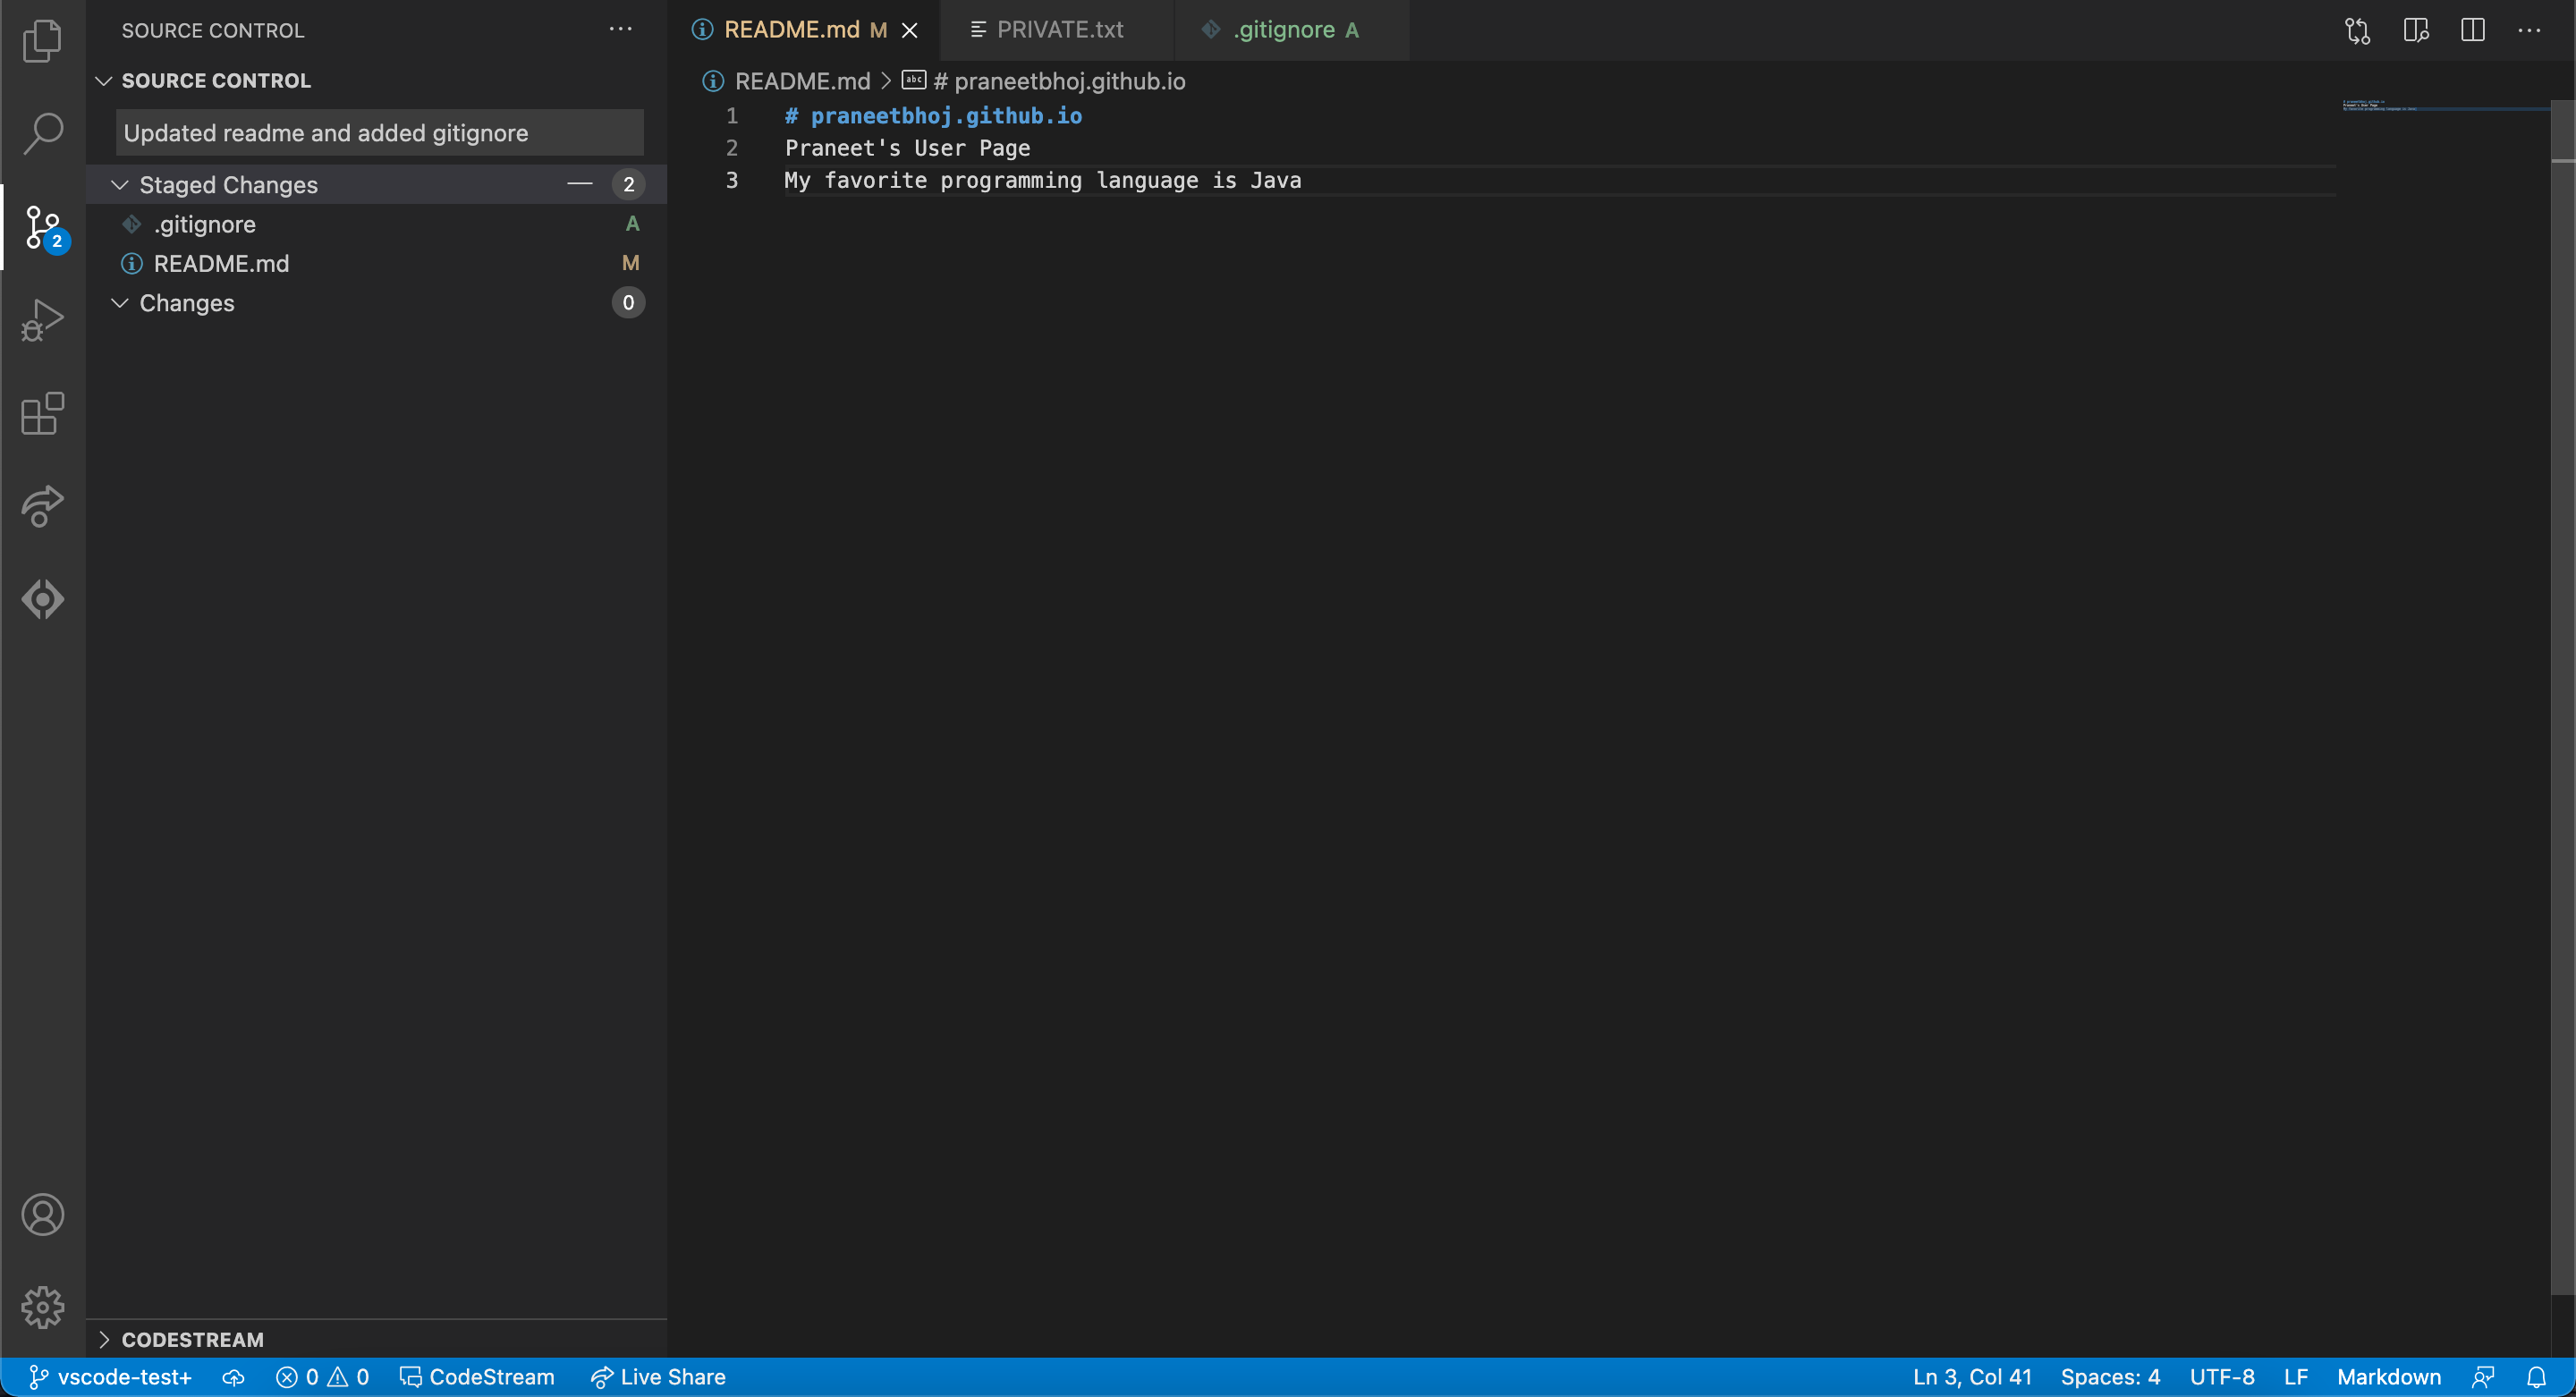 SOURCE CONTROL
SOURCE CONTROL
Updated readme and added gitignore
Staged Changes 2
.gitignore A
README.md M
Changes 0
2
CODESTREAM
README.md M PRIVATE.txt .gitignore A
README.md > abc # praneetbhoj.github.io
1 # praneetbhoj.github.io
2 Praneet's User Page
3 My favorite programming language is Java
vscode-test+ 0 0 CodeStream Live Share Ln 3, Col 41 Spaces: 4 UTF-8 LF Markdown